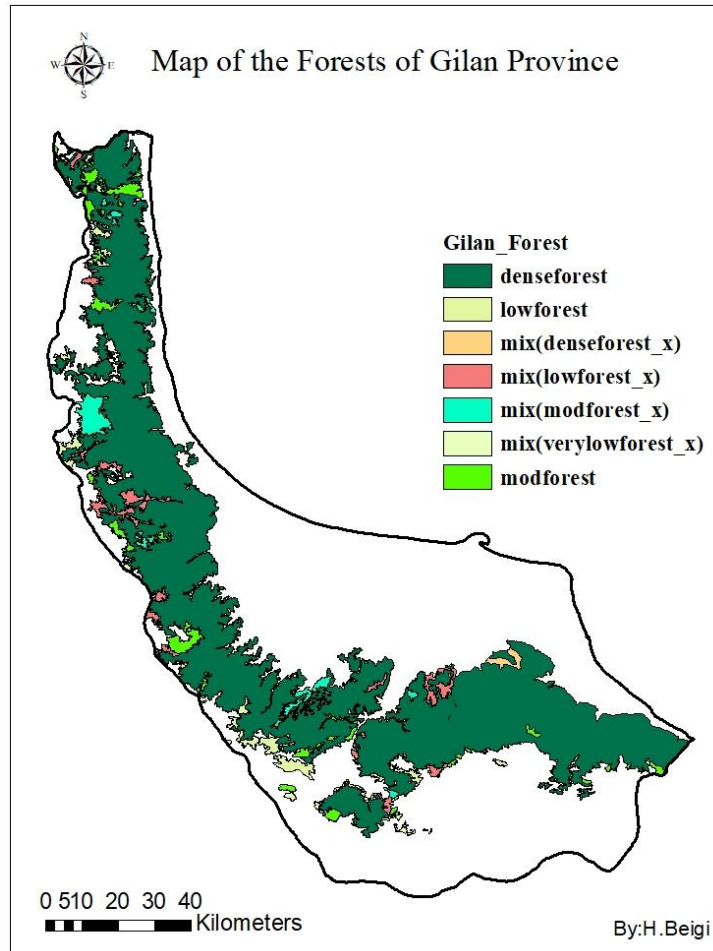 N
W E
S
Map of the Forests of Gilan Province
Gilan_Forest
denseforest
lowforest
mix(denseforest_x)
mix(lowforest_x)
mix(modforest_x)
mix(verylowforest_x)
modforest
0 510 20 30 40
Kilometers
By:H.Beigi